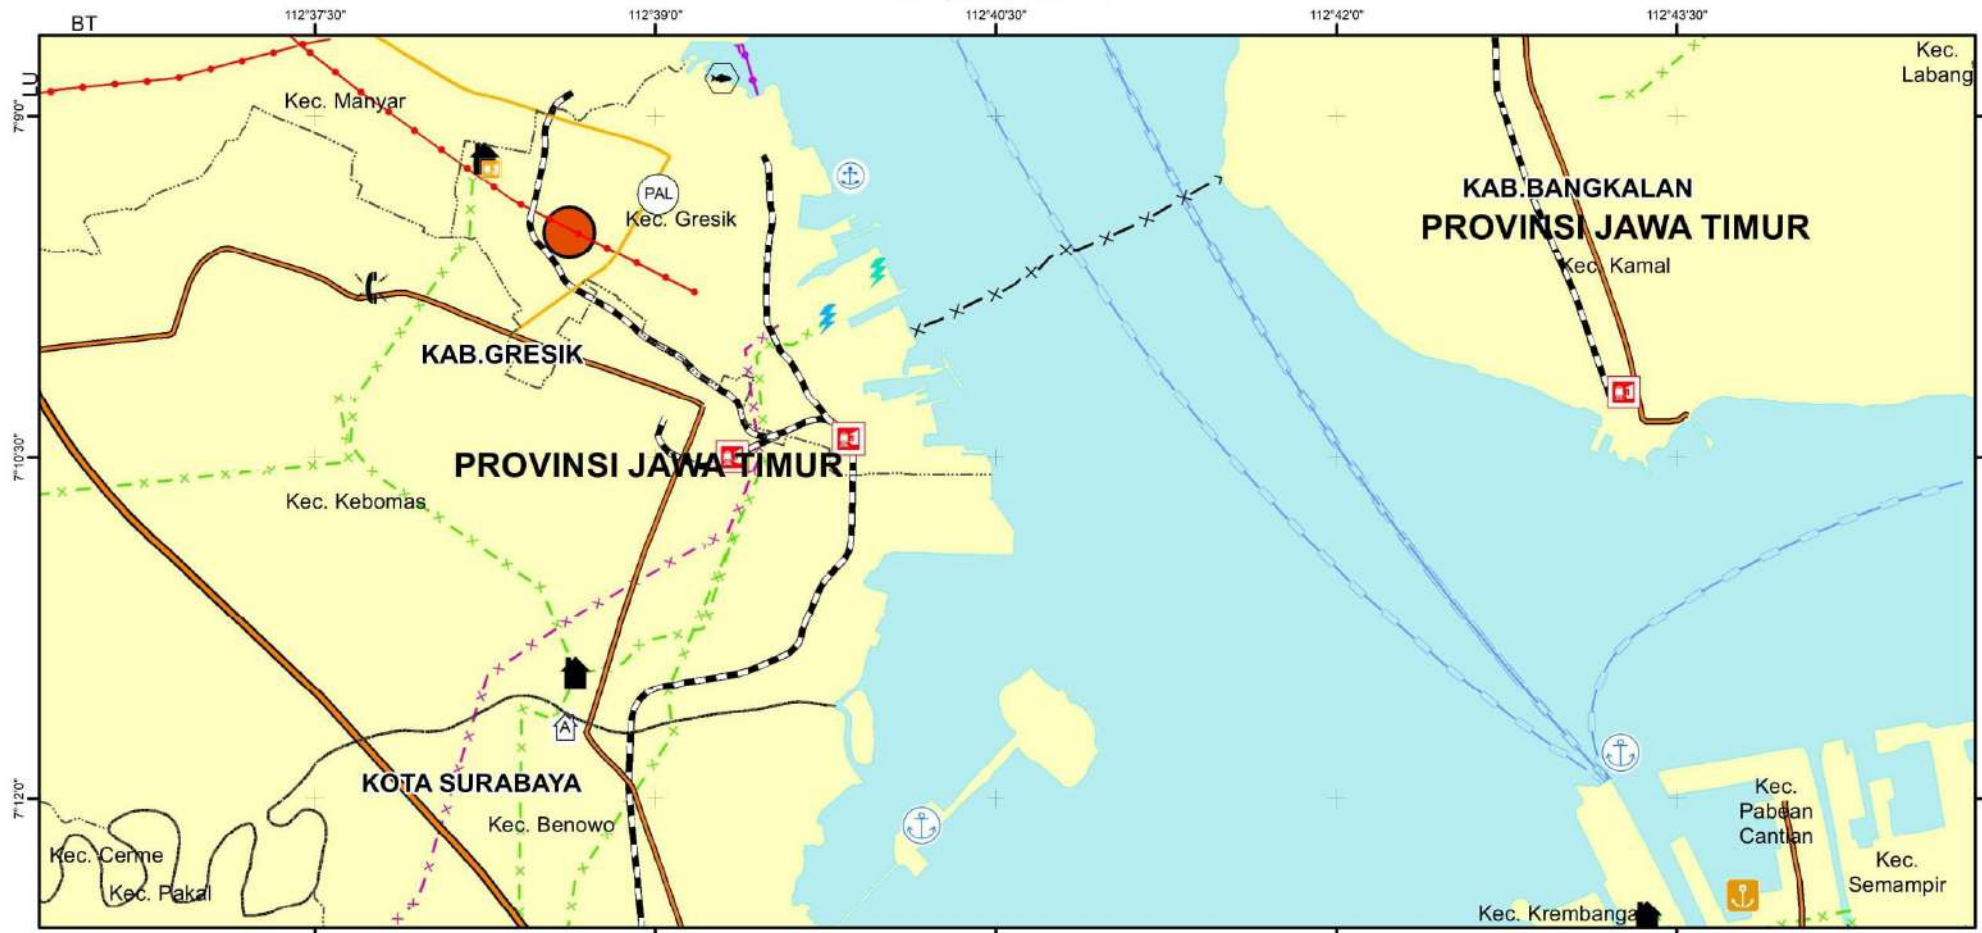 BT
112°37'30"
112°39'0"
112°40'30"
112°42'0"
112°43'30"
LU
7°9'0"
7°10'30"
7°12'0"
Kec.
Labang
Kec. Manyar
PAL
Kec. Gresik
KAB.BANGKALAN
PROVINSI JAWA TIMUR
Kec. Kamal
KAB.GRESIK
PROVINSI JAWA TIMUR
Kec. Kebomas
A
KOTA SURABAYA
Kec. Benowo
Kec. Cerme
Kec. Pakal
Kec.
Pabean
Cantian
Kec.
Semampir
Kec. Krembanga